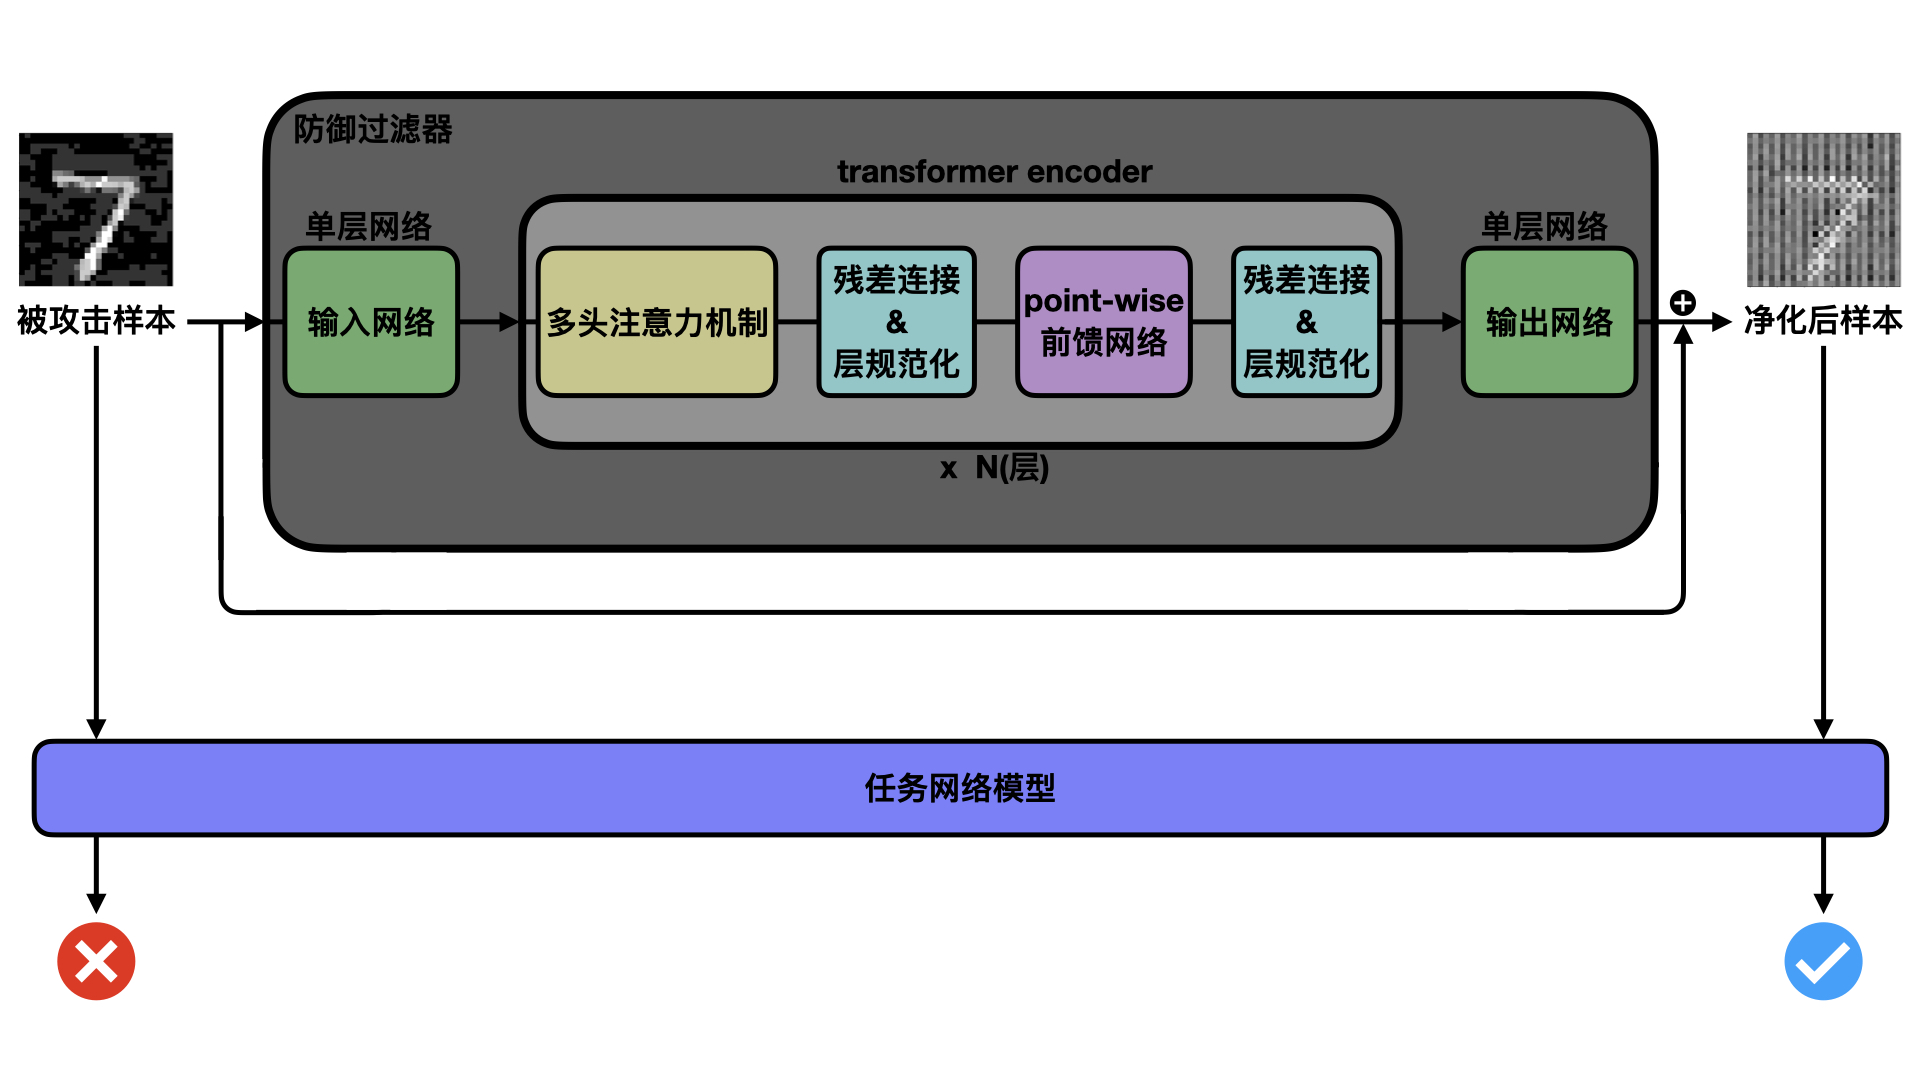 防御过滤器
transformer encoder
单层网络
单层网络
被攻击样本
输入网络
多头注意力机制
残差连接
&
层规范化
point-wise
前馈网络
残差连接
&
层规范化
输出网络
净化后样本
x N(层)
任务网络模型